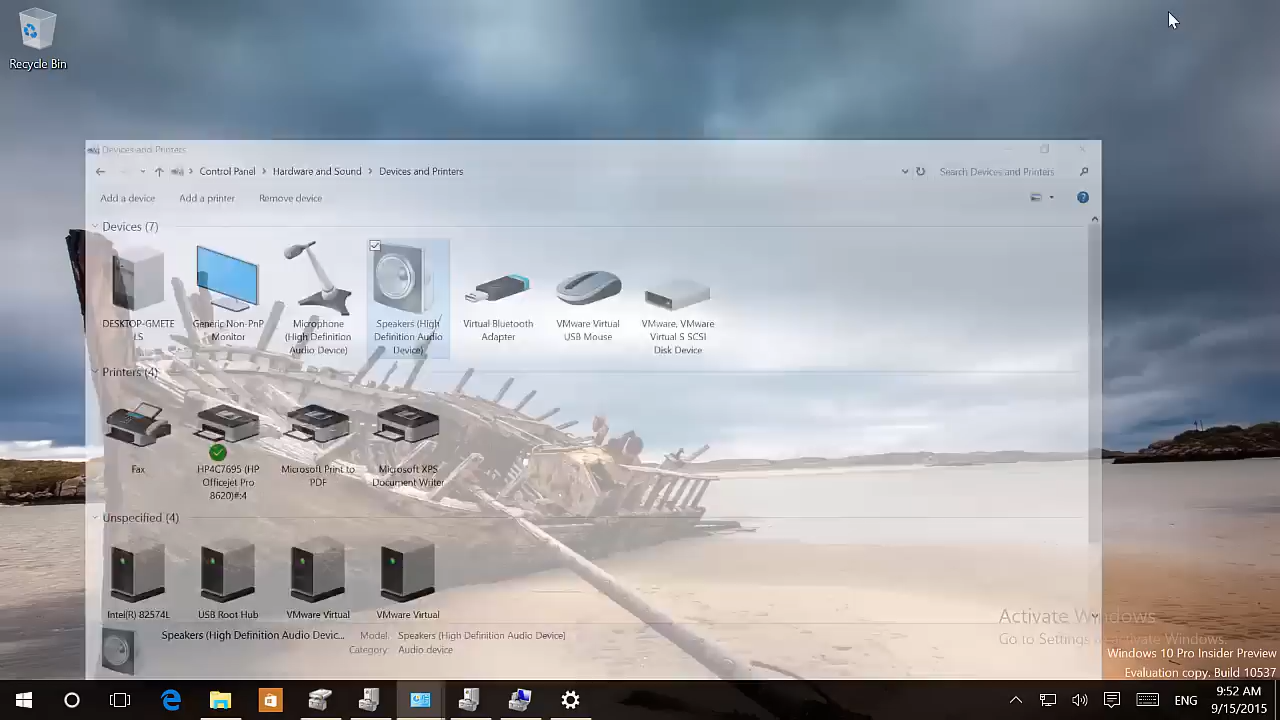 Recycle Bin
Devices and Printers
Control Panel
Hardware and Sound
Devices and Printers
Search Devices and Printers
Add a device
Add a printer
Remove device
Devices (7)
DESKTOP-GMETE
LS
Generic Non-PnP
Monitor
Microphone
(High Definition
Audio Device)
Speakers (High
Definition Audio
Device)
Virtual Bluetooth
Adapter
VMware Virtual
USB Mouse
VMware, VMware
Virtual S SCSI
Disk Device
Printers (4)
Fax
HP4C7695 (HP
Officejet Pro
8620)#:4
Microsoft Print to
PDF
Microsoft XPS
Document Writer
Unspecified (4)
Intel(R) 82574L
USB Root Hub
VMware Virtual
VMware Virtual
Speakers (High Definition Audio Devic...
Model: Speakers (High Definition Audio Device)
Category: Audio device
Activate Windows
Go to Settings to activate Windows.
Windows 10 Pro Insider Preview
Evaluation copy. Build 10537
ENG
9:52 AM
9/15/2015